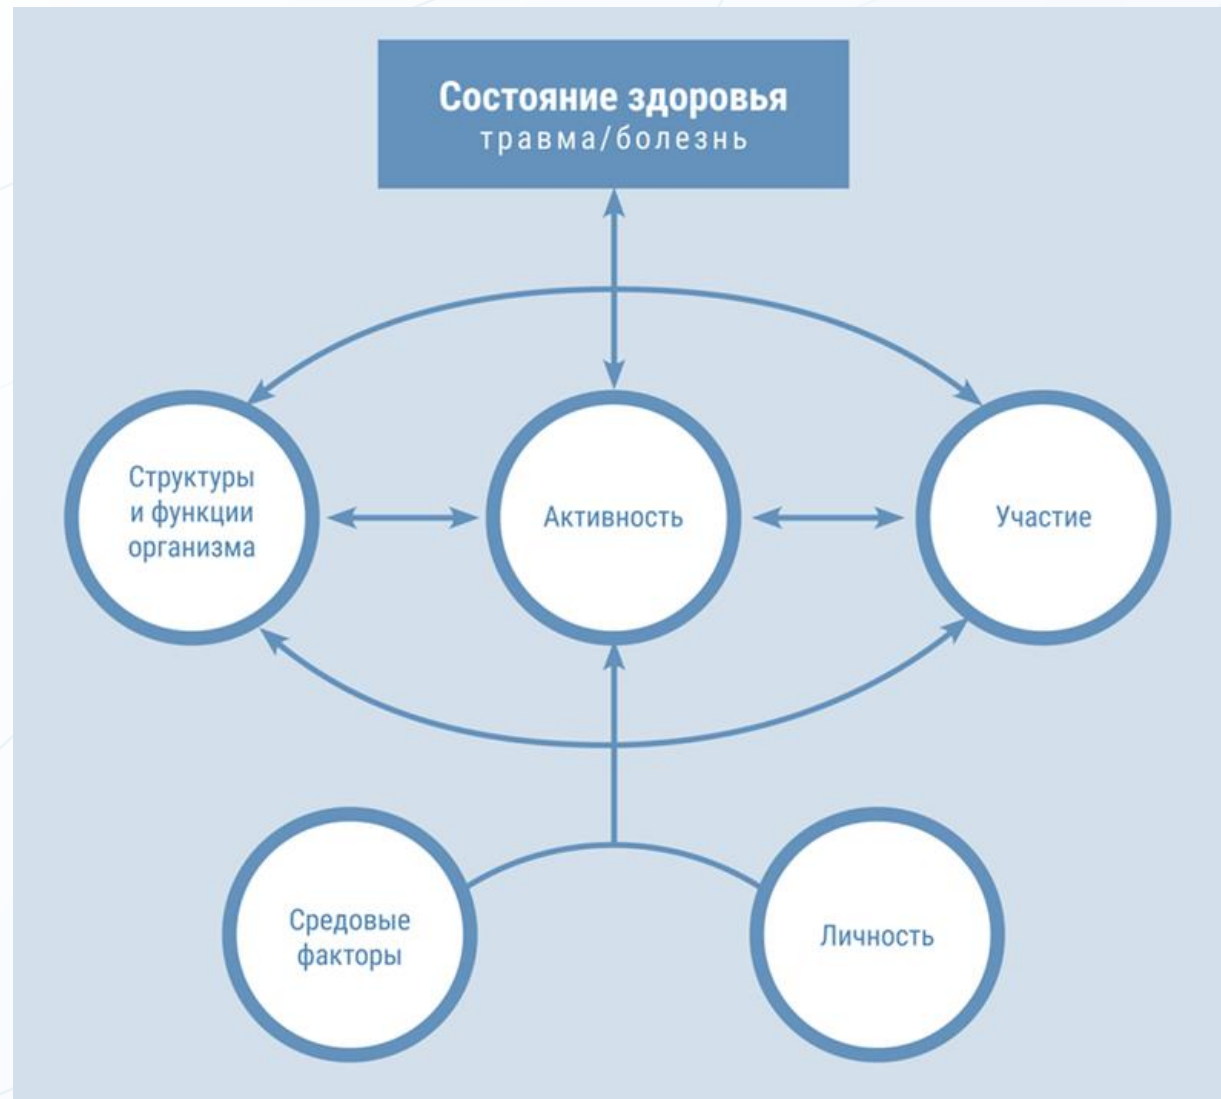 Состояние здоровья
травма/болезнь
Структуры
и функции
организма
Активность
Участие
Средовые
факторы
Личность